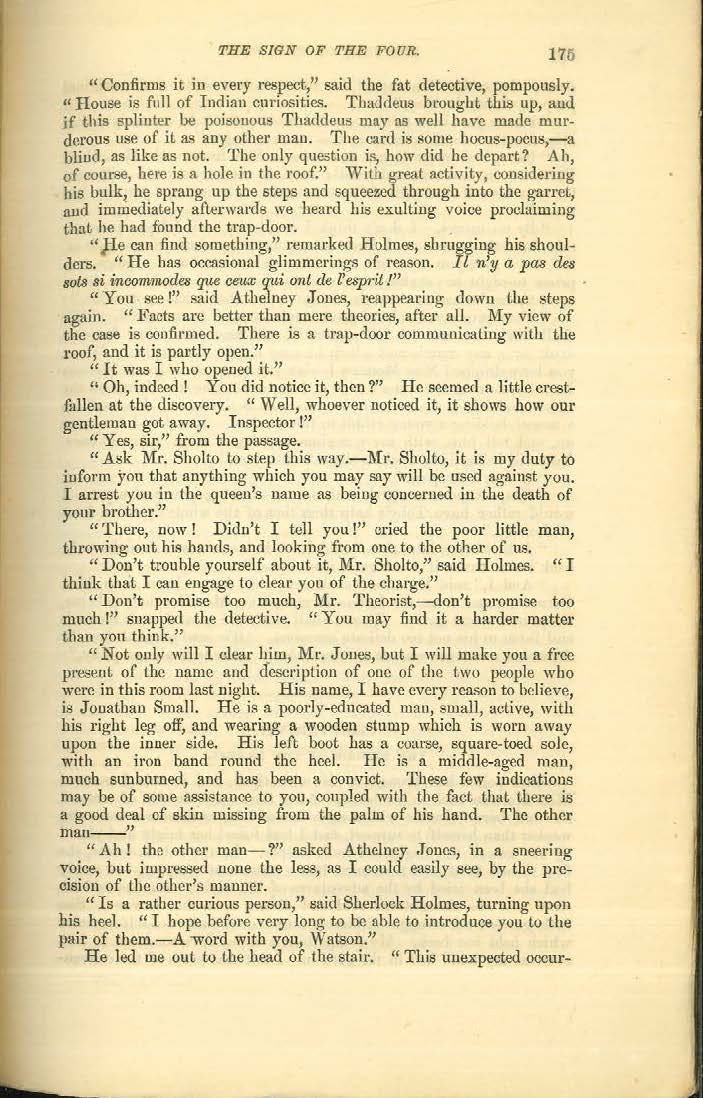 THE SIGN OF THE FOUR. 175
“Confirms it in every respect,” said the fat detective, pompously.
“House is full of Indian curiosities. Thaddeus brought this up, and
if this splinter be poisonous Thaddeus may as well have made mur-
derous use of it as any other man. The card is some hocus-pocus,—a
blind, as like as not. The only question is, how did he depart? Ah,
of course, here is a hole in the roof.” With great activity, considering
his bulk, he sprang up the steps and squeezed through into the garret,
and immediately afterwards we heard his exulting voice proclaiming
that he had found the trap-door.
“He can find something,” remarked Holmes, shrugging his shoul-
ders. “He has occasional glimmerings of reason. Il n’y a pas des
sots si incommodes que ceux qui ont de l’esprit!”
“You see!” said Athelney Jones, reappearing down the steps
again. “Facts are better than mere theories, after all. My view of
the case is confirmed. There is a trap-door communicating with the
roof, and it is partly open.”
“It was I who opened it.”
“Oh, indeed! You did notice it, then?” He seemed a little crest-
fallen at the discovery. “Well, whoever noticed it, it shows how our
gentleman got away. Inspector!”
“Yes, sir,” from the passage.
“Ask Mr. Sholto to step this way.—Mr. Sholto, it is my duty to
inform you that anything which you may say will be used against you.
I arrest you in the queen’s name as being concerned in the death of
your brother.”
“There, now! Didn’t I tell you!” cried the poor little man,
throwing out his hands, and looking from one to the other of us.
“Don’t trouble yourself about it, Mr. Sholto,” said Holmes. “I
think that I can engage to clear you of the charge.”
“Don’t promise too much, Mr. Theorist,—don’t promise too
much!” snapped the detective. “You may find it a harder matter
than you think.”
“Not only will I clear him, Mr. Jones, but I will make you a free
present of the name and description of one of the two people who
were in this room last night. His name, I have every reason to believe,
is Jonathan Small. He is a poorly-educated man, small, active, with
his right leg off, and wearing a wooden stump which is worn away
upon the inner side. His left boot has a coarse, square-toed sole,
with an iron band round the heel. He is a middle-aged man,
much sunburned, and has been a convict. These few indications
may be of some assistance to you, coupled with the fact that there is
a good deal of skin missing from the palm of his hand. The other
man——”
“Ah! the other man—?” asked Athelney Jones, in a sneering
voice, but impressed none the less, as I could easily see, by the pre-
cision of the other’s manner.
“Is a rather curious person,” said Sherlock Holmes, turning upon
his heel. “I hope before very long to be able to introduce you to the
pair of them.—A word with you, Watson.”
He led me out to the head of the stair. “This unexpected occur-